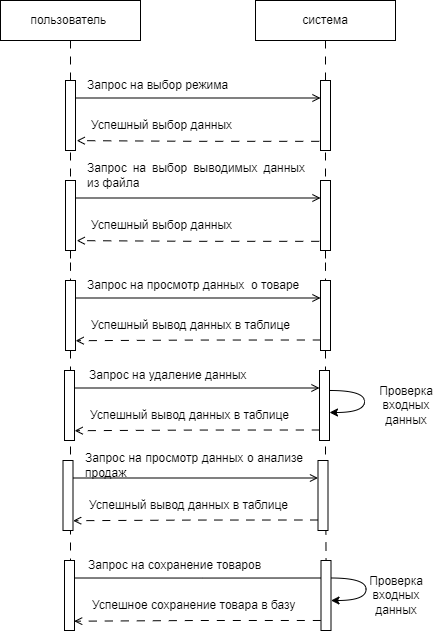 пользователь
система
Запрос на выбор режима
Успешный выбор данных
Запрос на выбор выводимых данных
из файла
Успешный выбор данных
Запрос на просмотр данных о товаре
Успешный вывод данных в таблице
Запрос на удаление данных
Проверка
входных
данных
Успешный вывод данных в таблице
Запрос на просмотр данных о анализе
продаж
Успешный вывод данных в таблице
Запрос на сохранение товаров
Проверка
входных
данных
Успешное сохранение товара в базу